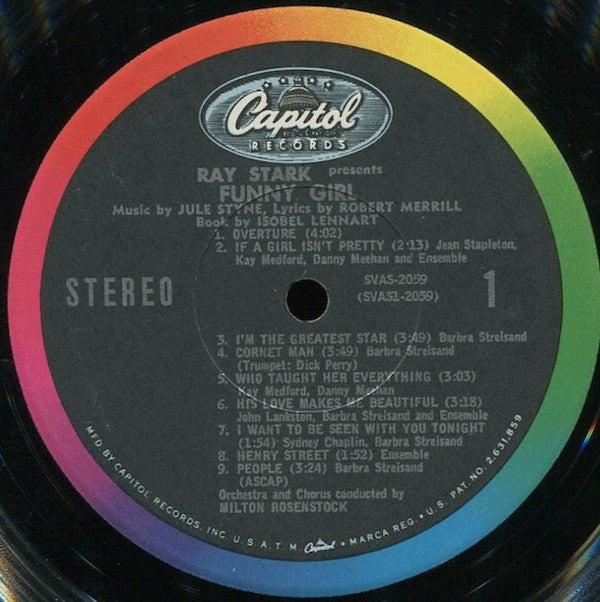 Capitol
RECORDS
RAY STARK presents
FUNNY GIRL
Music by JULE STYNE, Lyrics by ROBERT MERRILL
Book by ISOBEL LENNART
1. OVERTURE (4:02)
2. IF A GIRL ISN'T PRETTY (2:13) Jean Stapleton,
Kay Medford, Danny Meehan and Ensemble
STEREO
SVAS-2059
(SVAS1-2059)
1
3. I'M THE GREATEST STAR (3:49) Barbra Streisand
4. CORNET MAN (3:49) Barbra Streisand
(Trumpet: Dick Perry)
5. WHO TAUGHT HER EVERYTHING (3:03)
Kay Medford, Danny Meehan
6. HIS LOVE MAKES ME BEAUTIFUL (3:18)
John Lankston, Barbra Streisand and Ensemble
7. I WANT TO BE SEEN WITH YOU TONIGHT
(1:54) Sydney Chaplin, Barbra Streisand
8. HENRY STREET (1:52) Ensemble
9. PEOPLE (3:24) Barbra Streisand
(ASCAP)
Orchestra and Chorus conducted by
MILTON ROSENSTOCK
MFD BY CAPITOL RECORDS, INC. U.S.A. T.M. Capitol • MARCA REG. • U.S. PAT. NO. 2,631,859